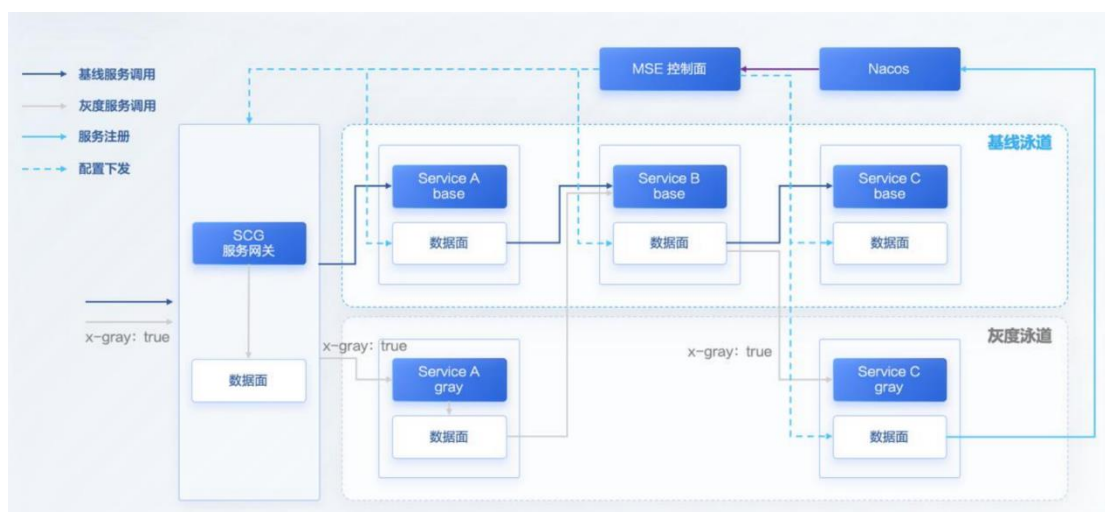 基线服务调用
灰度服务调用
服务注册
配置下发
MSE 控制面
Nacos
基线泳道
Service A
base
数据面
Service B
base
数据面
Service C
base
数据面
SCG
服务网关
数据面
x-gray：true
灰度泳道
x-gray：true
Service A
gray
数据面
x-gray：true
Service C
gray
数据面